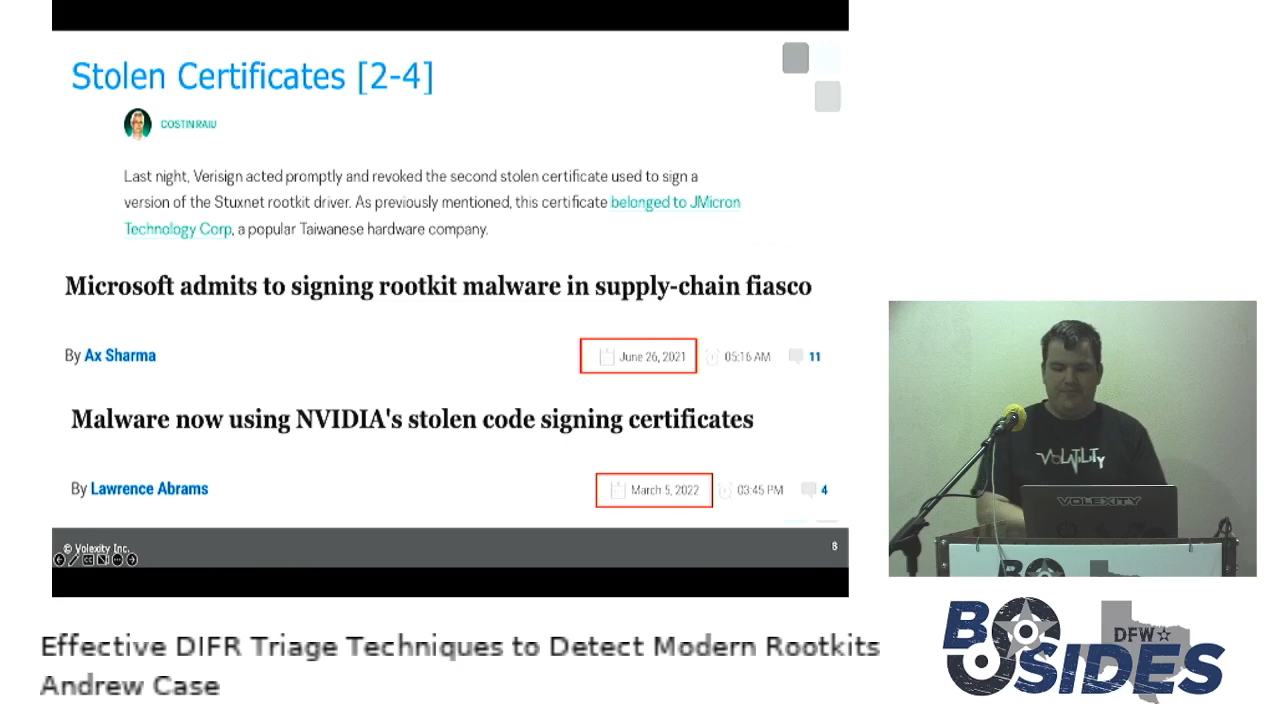 Stolen Certificates [2-4]
COSTIN RAIU
Last night, Verisign acted promptly and revoked the second stolen certificate used to sign a
version of the Stuxnet rootkit driver. As previously mentioned, this certificate belonged to JMicron
Technology Corp, a popular Taiwanese hardware company.
Microsoft admits to signing rootkit malware in supply-chain fiasco
By Ax Sharma June 26, 2021 05:16 AM 11
Malware now using NVIDIA's stolen code signing certificates
By Lawrence Abrams March 5, 2022 03:45 PM 4
© Volexity Inc. 8
VOLATILITY
VOLEXITY
BO
Effective DIFR Triage Techniques to Detect Modern Rootkits
Andrew Case
BSIDES
DFW